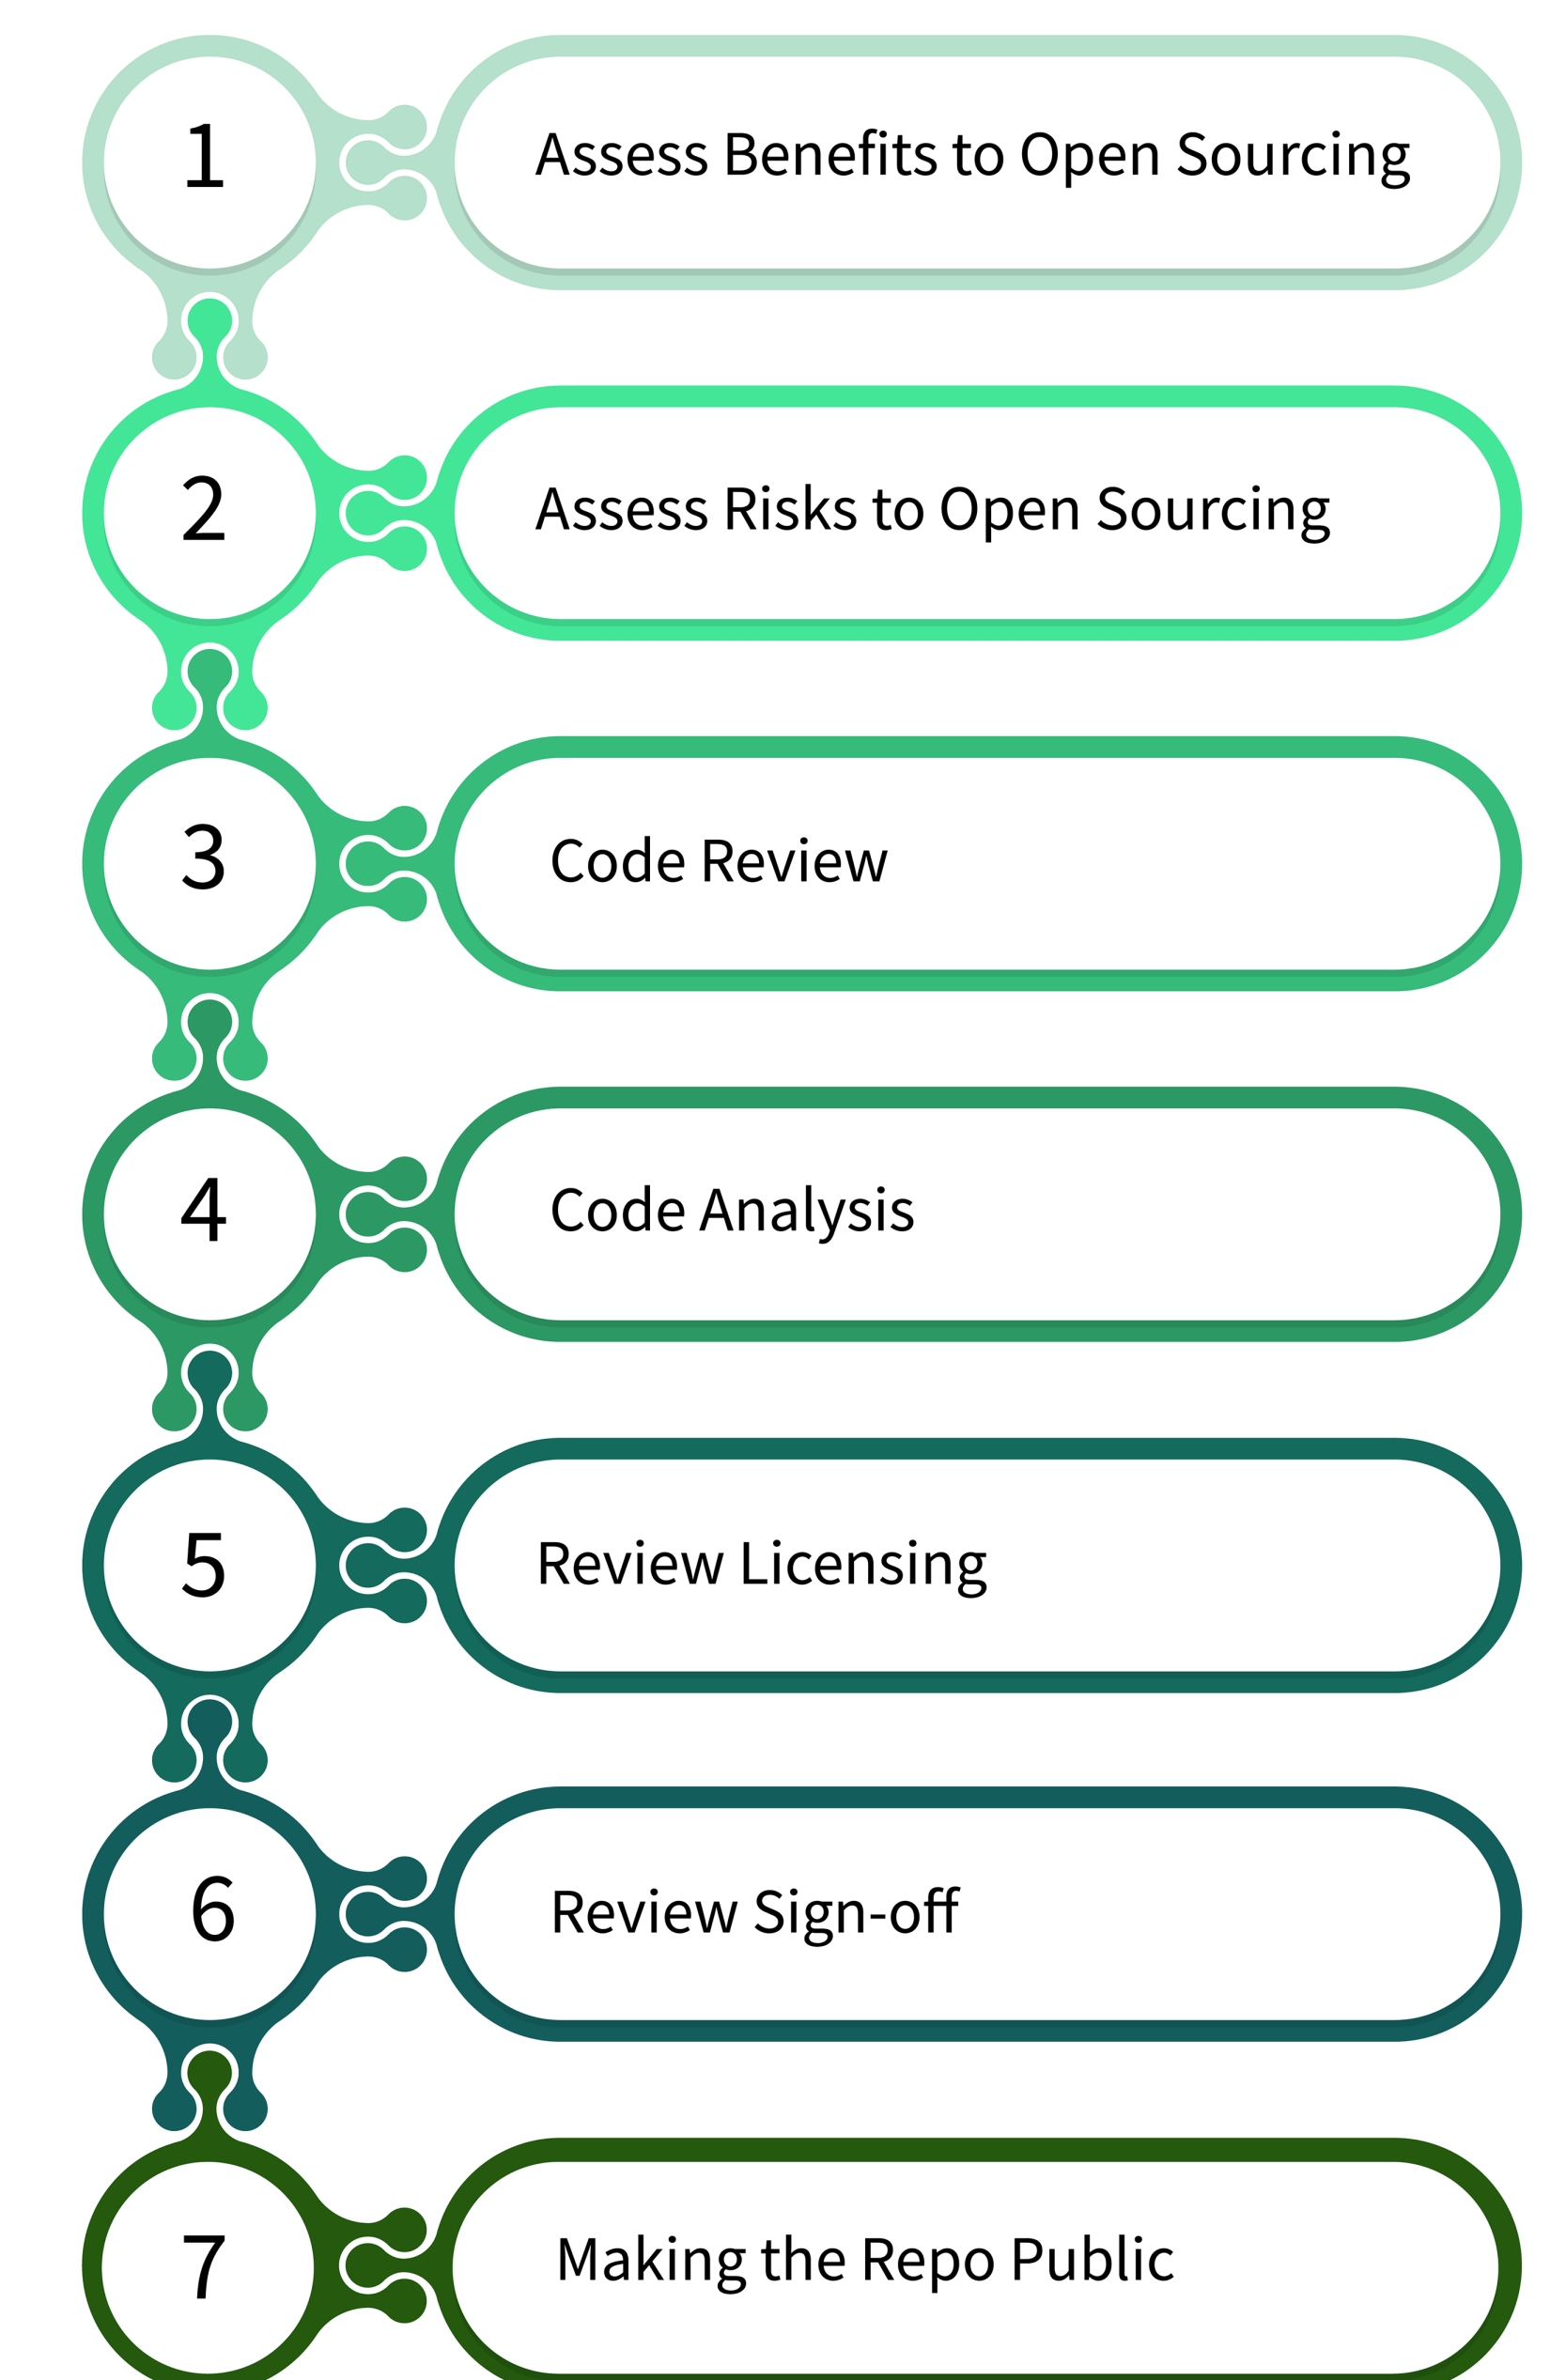 1
Assess Benefits to Open Sourcing
2
Assess Risks to Open Sourcing
3
Code Review
4
Code Analysis
5
Review Licensing
6
Review Sign-off
7
Making the Repo Public